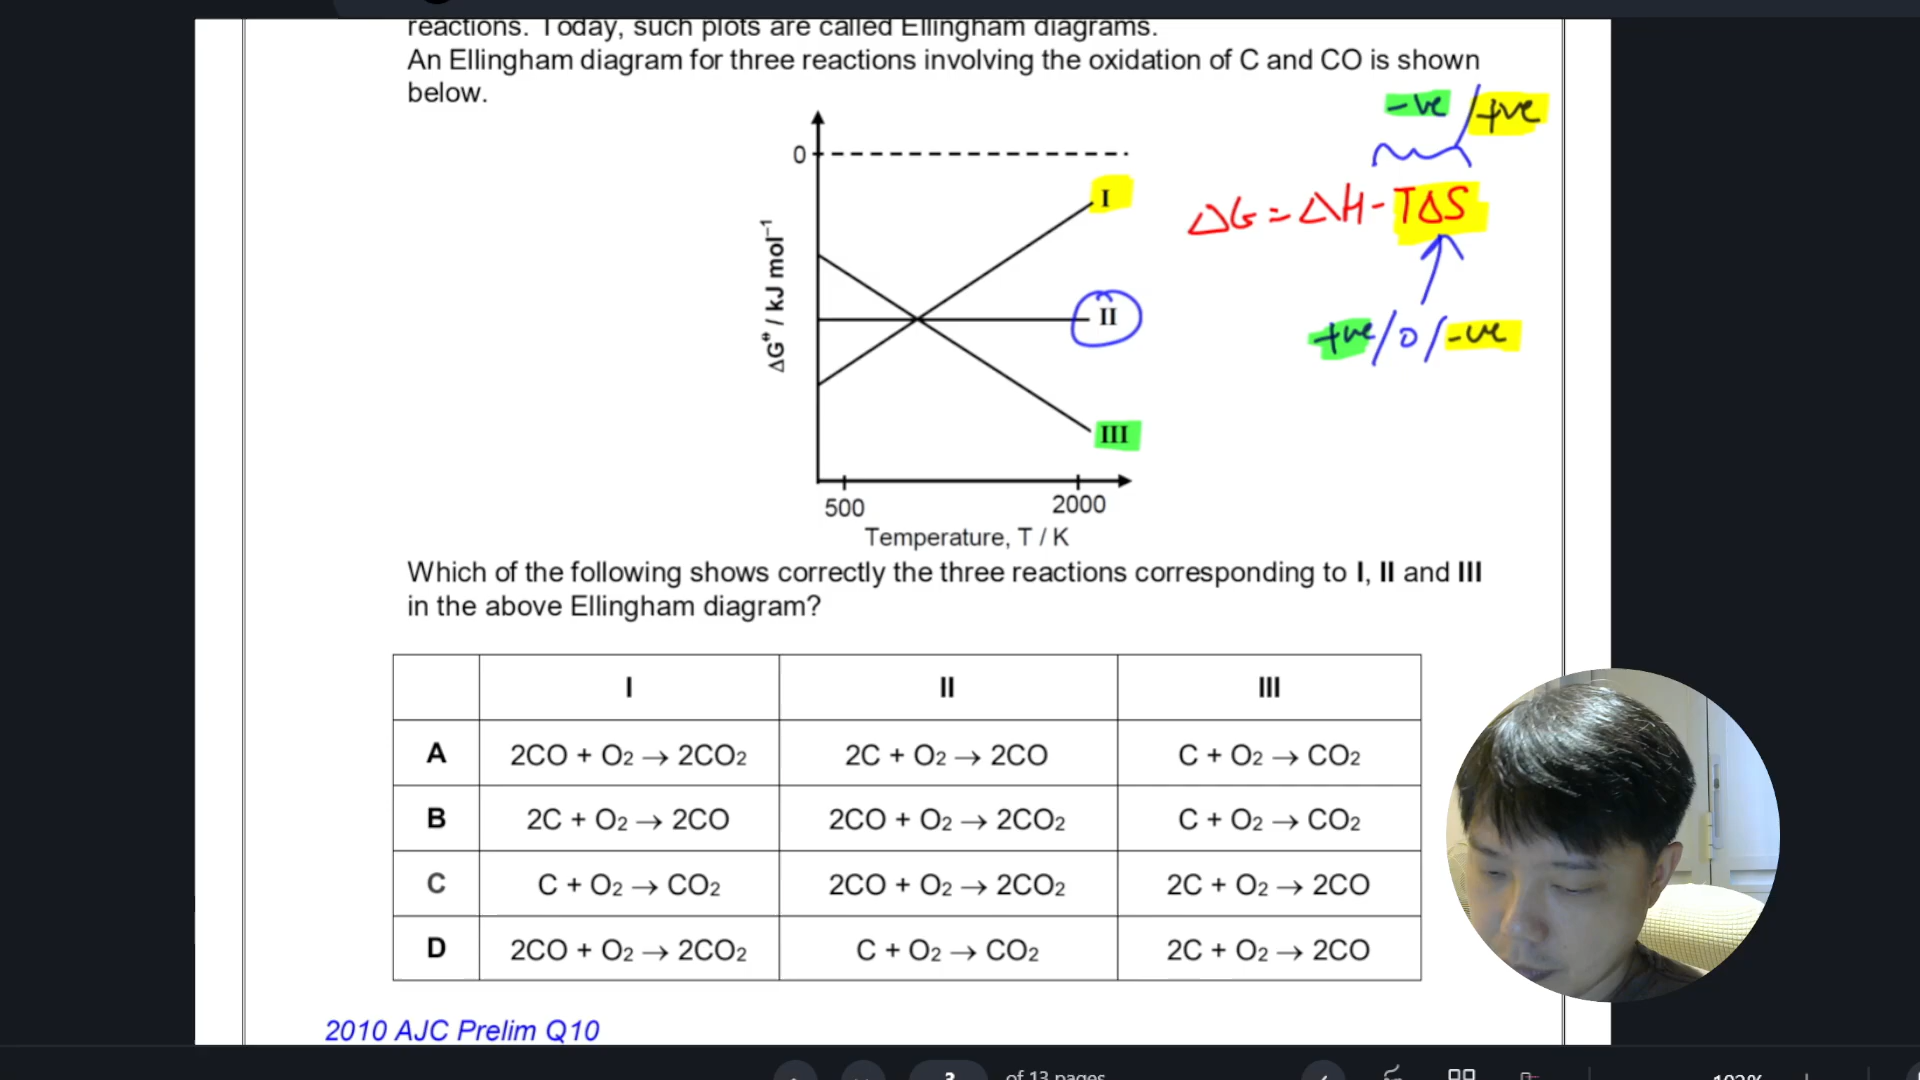 reactions. Today, such plots are called Ellingham diagrams.
An Ellingham diagram for three reactions involving the oxidation of C and CO is shown
below.
-ve / +ve
0
I
ΔG = ΔH - TΔS
ΔG⦵ / kJ mol⁻¹
II
+ve / 0 / -ve
III
500 2000
Temperature, T / K
Which of the following shows correctly the three reactions corresponding to I, II and III
in the above Ellingham diagram?
I II III
A 2CO + O₂ → 2CO₂ 2C + O₂ → 2CO C + O₂ → CO₂
B 2C + O₂ → 2CO 2CO + O₂ → 2CO₂ C + O₂ → CO₂
C C + O₂ → CO₂ 2CO + O₂ → 2CO₂ 2C + O₂ → 2CO
D 2CO + O₂ → 2CO₂ C + O₂ → CO₂ 2C + O₂ → 2CO
2010 AJC Prelim Q10
3 of 13 pages